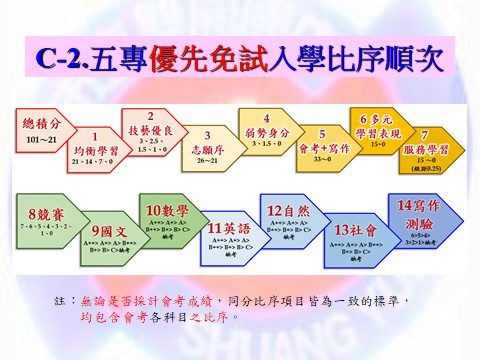 C-2.五專優先免試入學比序順次
總積分
101～21
1
均衡學習
21、14、7、0
2
技藝優良
3、2.5、
1.5、1、0
3
志願序
26～21
4
弱勢身分
3、1.5、0
5
會考+寫作
33～0
6多元
學習表現
15~0
7
服務學習
15 ～0
(級距0.25)
8競賽
7、6、5、4、3、2、
1、0
9國文
A++> A+> A> B++>
B+> B> C>缺考
10數學
A++> A+> A>
B++> B+> B> C>
缺考
11英語
A++> A+> A>
B++> B+> B> C>
缺考
12自然
A++> A+> A>
B++> B+> B> C>
缺考
13社會
A++> A+> A> B++>
B+> B> C>缺考
14寫作
測驗
6>5>4>
3>2>1>缺考
註：無論是否採計會考成績，同分比序項目皆為一致的標準，
均包含會考各科目之比序。
SHUANG